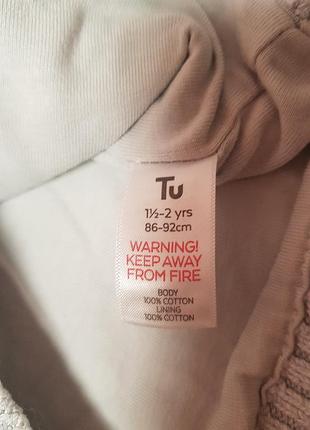 Tu
1½-2 yrs
86-92cm
WARNING!
KEEP AWAY
FROM FIRE
BODY
100% COTTON
LINING
100% COTTON